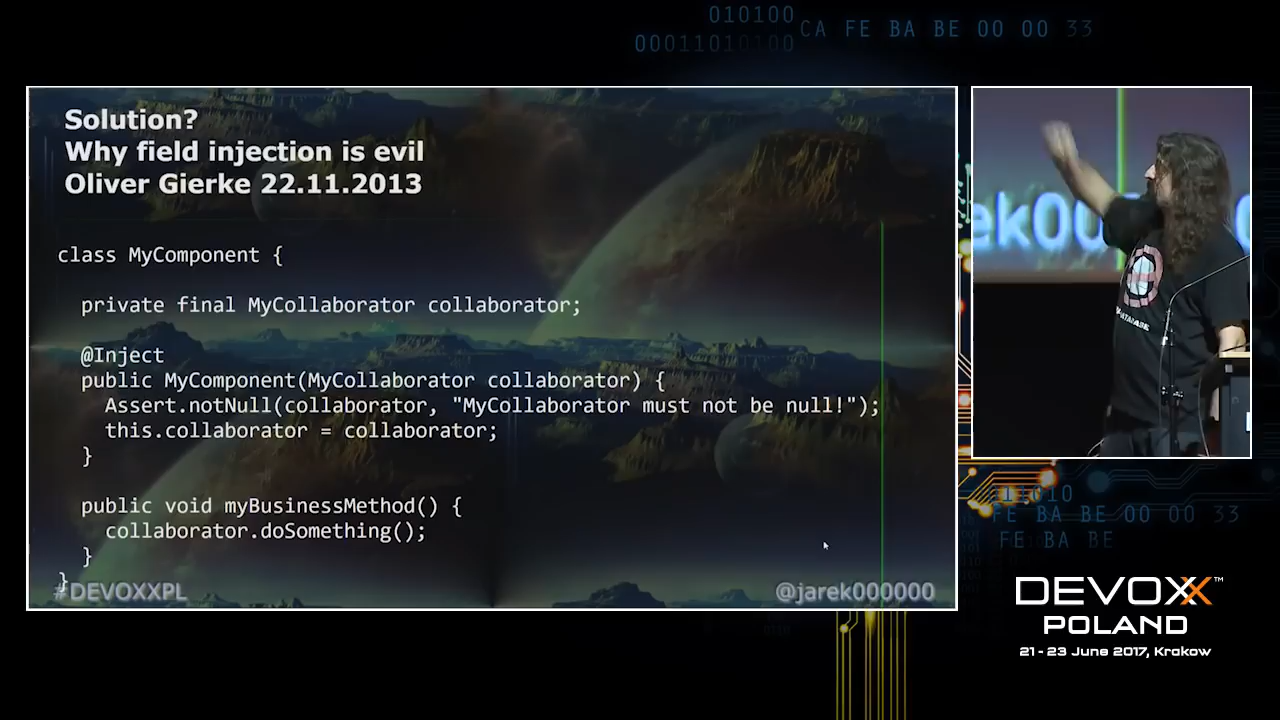 010100
00011010100
CA FE BA BE 00 00 33
Solution?
Why field injection is evil
Oliver Gierke 22.11.2013
class MyComponent {
private final MyCollaborator collaborator;
@Inject
public MyComponent(MyCollaborator collaborator) {
Assert.notNull(collaborator, "MyCollaborator must not be null!");
this.collaborator = collaborator;
}
public void myBusinessMethod() {
collaborator.doSomething();
}
}
#DEVOXXPL
@jarek000000
ek00
FE BA BE 00 00 33
FE BA BE
DEVOXX™
POLAND
21 - 23 June 2017, Krakow